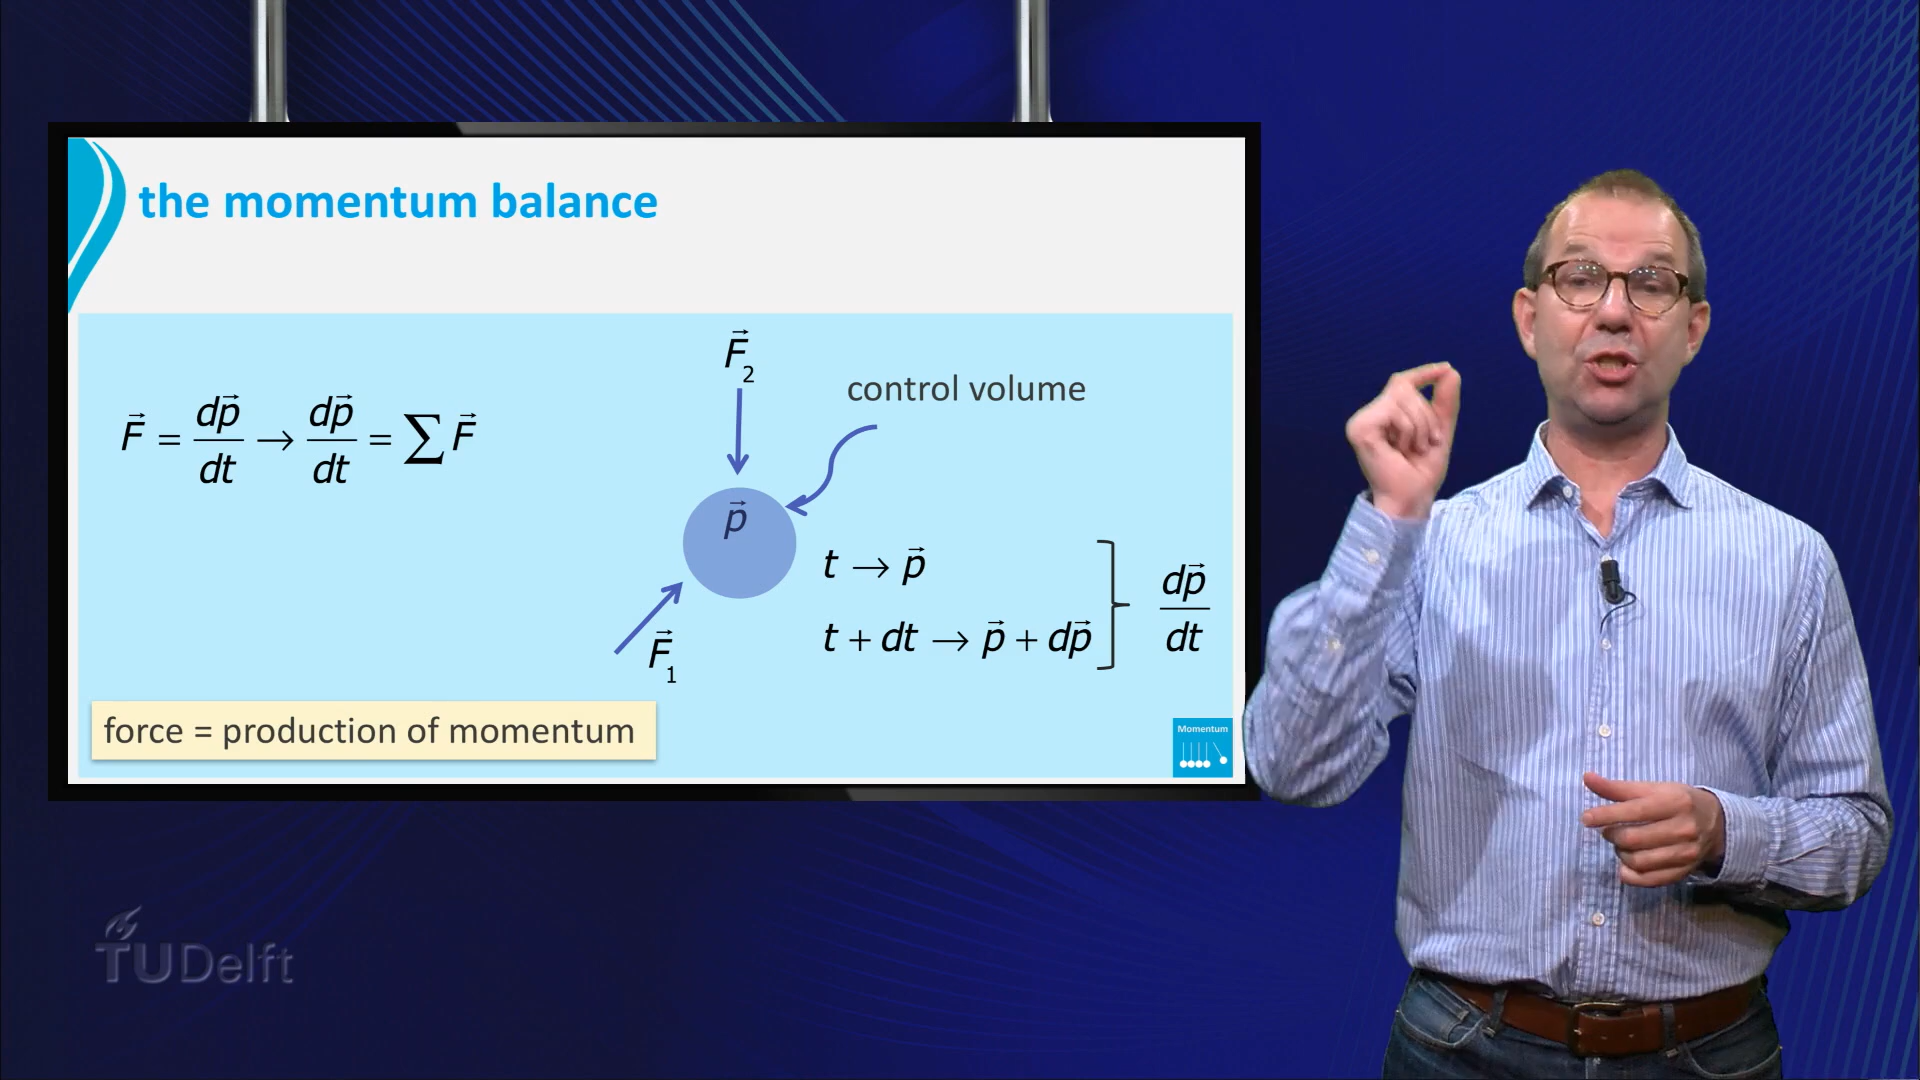 the momentum balance
F⃗ = dp⃗/dt → dp⃗/dt = ∑ F⃗
F⃗₂
control volume
p⃗
t → p⃗
t + dt → p⃗ + dp⃗
dp⃗/dt
F⃗₁
force = production of momentum
Momentum
TUDelft